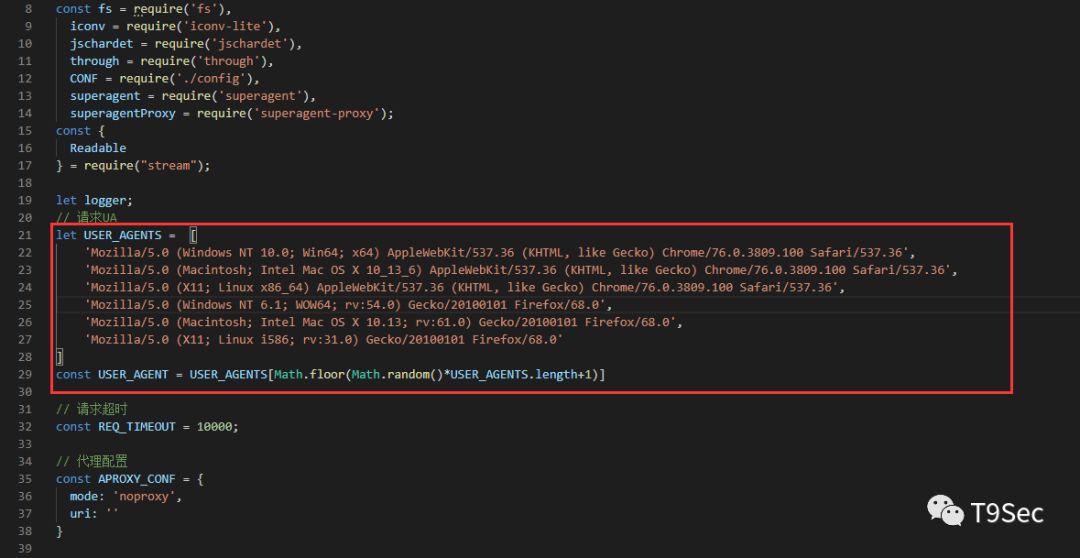 8 const fs = require('fs'),
9   iconv = require('iconv-lite'),
10   jschardet = require('jschardet'),
11   through = require('through'),
12   CONF = require('./config'),
13   superagent = require('superagent'),
14   superagentProxy = require('superagent-proxy');
15 const {
16   Readable
17 } = require("stream");
18
19 let logger;
20 // 请求UA
21 let USER_AGENTS =  [
22     'Mozilla/5.0 (Windows NT 10.0; Win64; x64) AppleWebKit/537.36 (KHTML, like Gecko) Chrome/76.0.3809.100 Safari/537.36',
23     'Mozilla/5.0 (Macintosh; Intel Mac OS X 10_13_6) AppleWebKit/537.36 (KHTML, like Gecko) Chrome/76.0.3809.100 Safari/537.36',
24     'Mozilla/5.0 (X11; Linux x86_64) AppleWebKit/537.36 (KHTML, like Gecko) Chrome/76.0.3809.100 Safari/537.36',
25     'Mozilla/5.0 (Windows NT 6.1; WOW64; rv:54.0) Gecko/20100101 Firefox/68.0',
26     'Mozilla/5.0 (Macintosh; Intel Mac OS X 10.13; rv:61.0) Gecko/20100101 Firefox/68.0',
27     'Mozilla/5.0 (X11; Linux i586; rv:31.0) Gecko/20100101 Firefox/68.0'
28 ]
29 const USER_AGENT = USER_AGENTS[Math.floor(Math.random()*USER_AGENTS.length+1)]
30
31 // 请求超时
32 const REQ_TIMEOUT = 10000;
33
34 // 代理配置
35 const APROXY_CONF = {
36   mode: 'noproxy',
37   uri: ''
38 }
39
T9Sec